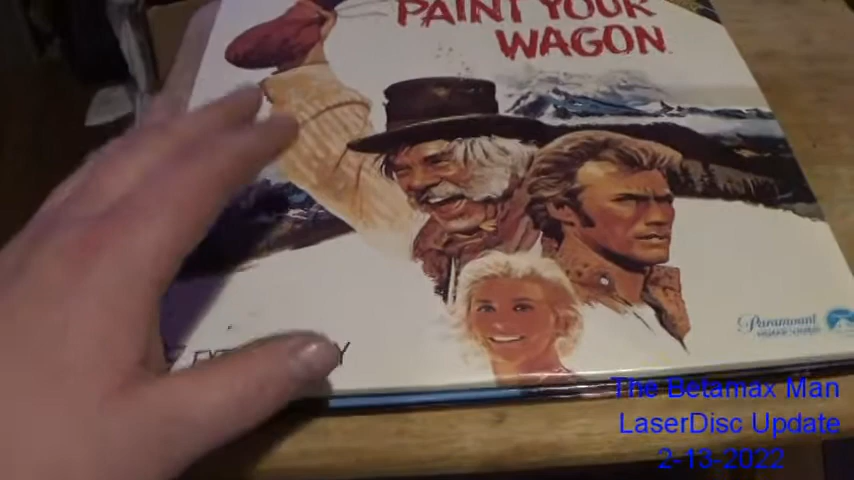 PAINT YOUR
WAGON
Paramount
The Betamax Man
LaserDisc Update
2-13-2022